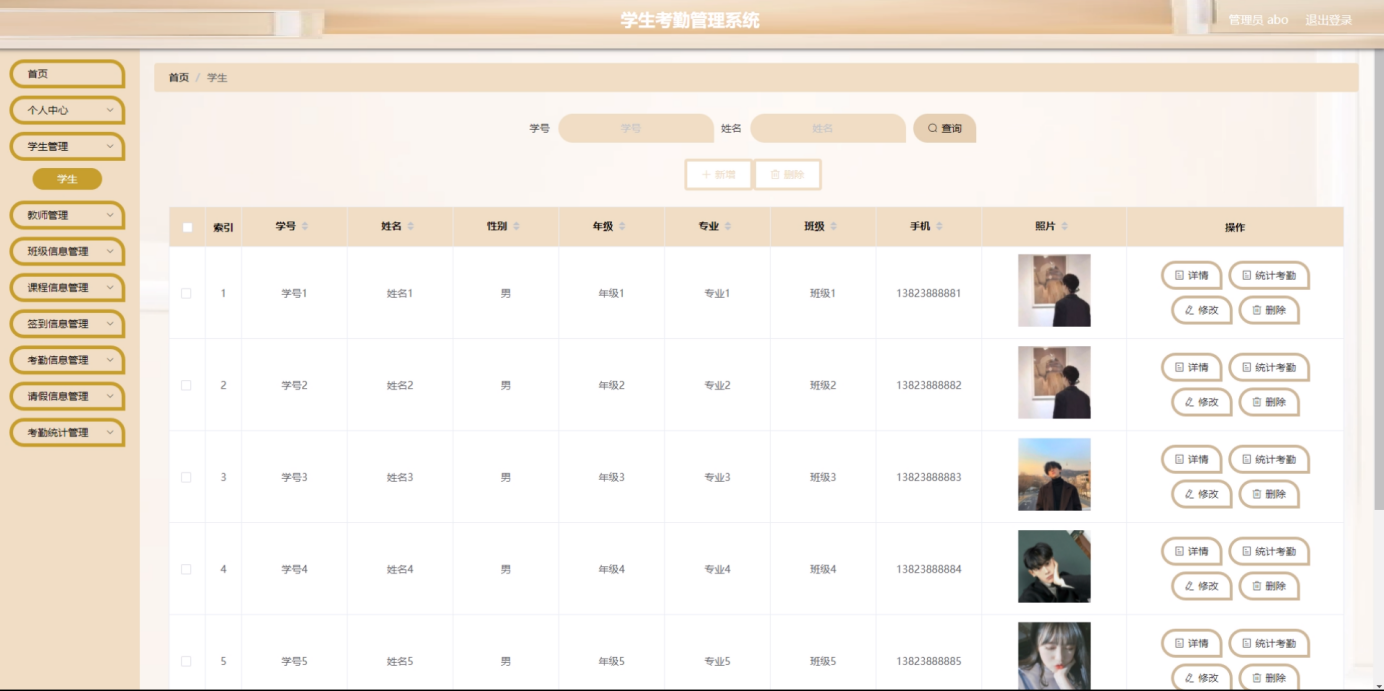 学生考勤管理系统
管理员 abo 退出登录
首页
个人中心
学生管理
学生
教师管理
班级信息管理
课程信息管理
签到信息管理
考勤信息管理
请假信息管理
考勤统计管理
首页 / 学生
学号 学号 姓名 姓名 查询
+ 新增 删除
索引 学号 姓名 性别 年级 专业 班级 手机 照片 操作
1 学号1 姓名1 男 年级1 专业1 班级1 13823888881 详情 统计考勤
修改 删除
2 学号2 姓名2 男 年级2 专业2 班级2 13823888882 详情 统计考勤
修改 删除
3 学号3 姓名3 男 年级3 专业3 班级3 13823888883 详情 统计考勤
修改 删除
4 学号4 姓名4 男 年级4 专业4 班级4 13823888884 详情 统计考勤
修改 删除
5 学号5 姓名5 男 年级5 专业5 班级5 13823888885 详情 统计考勤
修改 删除